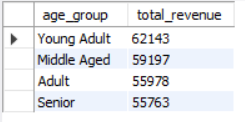 age_group total_revenue
Young Adult 62143
Middle Aged 59197
Adult 55978
Senior 55763